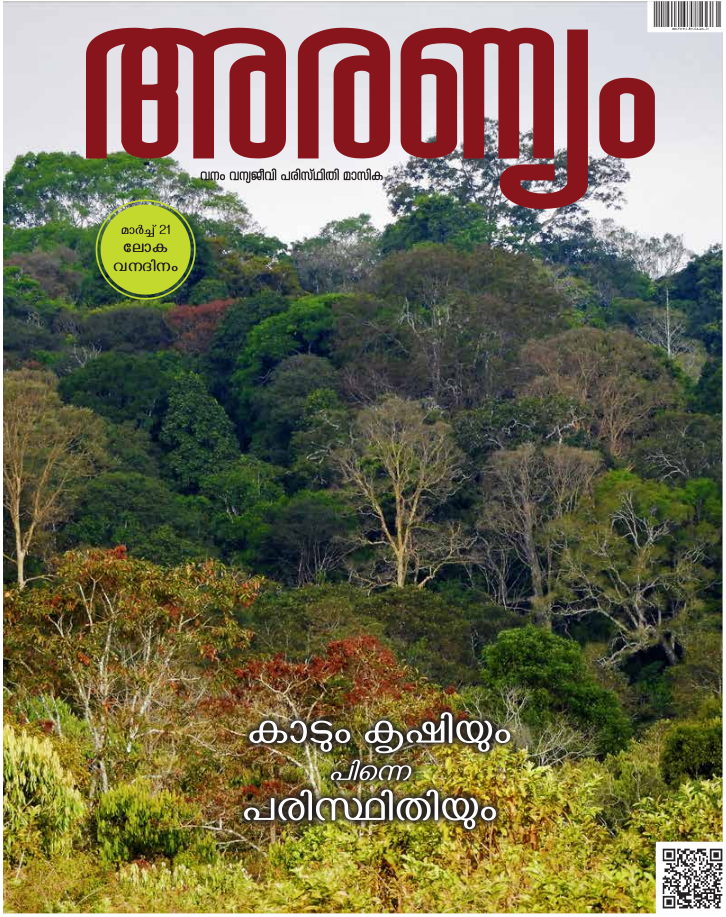 അരണ്യം
വനം വന്യജീവി പരിസ്ഥിതി മാസിക
മാർച്ച് 21
ലോക
വനദിനം
കാടും കൃഷിയും
പിന്നെ
പരിസ്ഥിതിയും